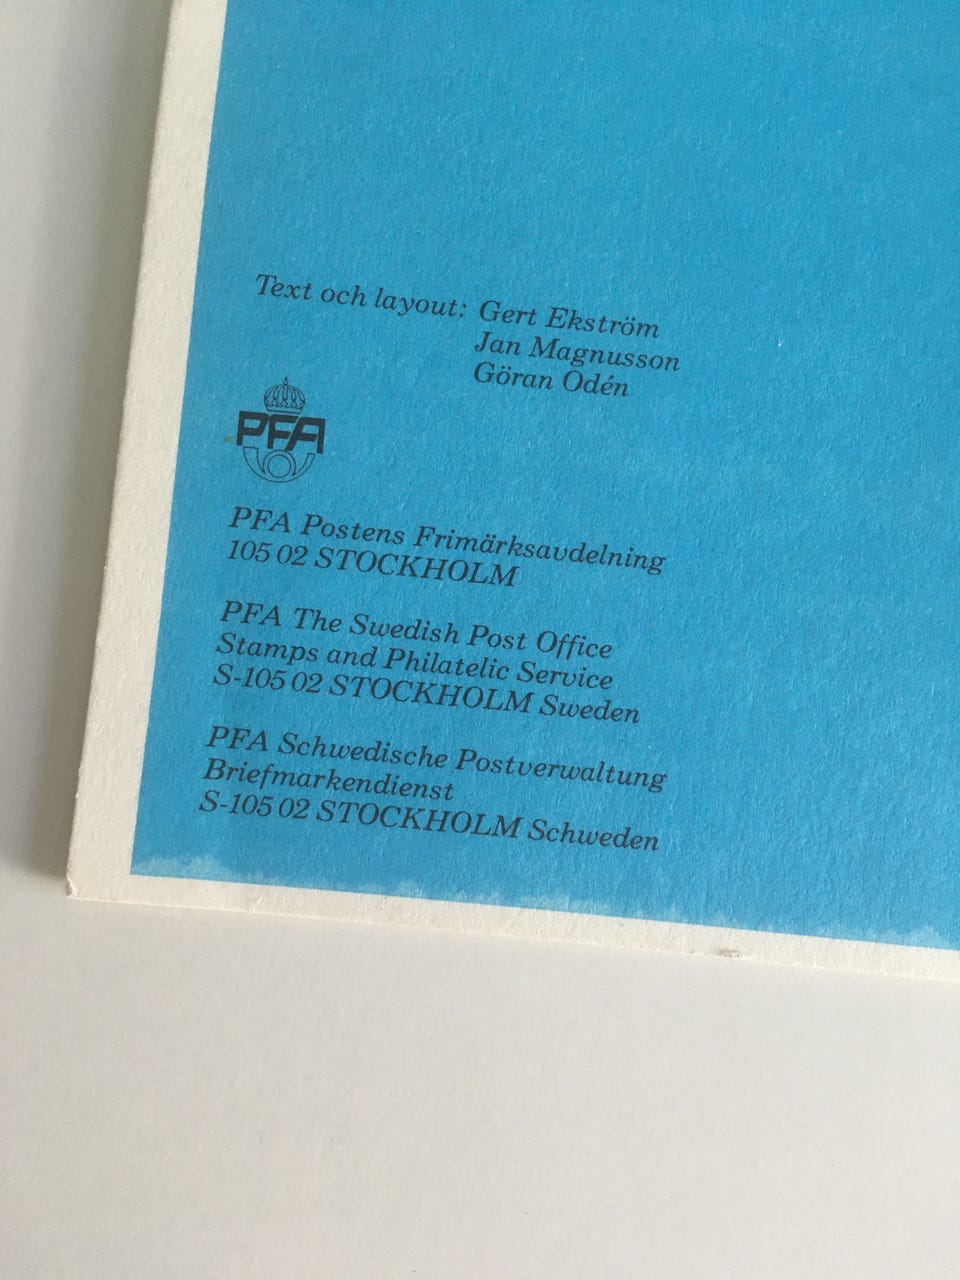 Text och layout: Gert Ekström
Jan Magnusson
Göran Odén
PFA
PFA Postens Frimärksavdelning
105 02 STOCKHOLM
PFA The Swedish Post Office
Stamps and Philatelic Service
S-105 02 STOCKHOLM Sweden
PFA Schwedische Postverwaltung
Briefmarkendienst
S-105 02 STOCKHOLM Schweden